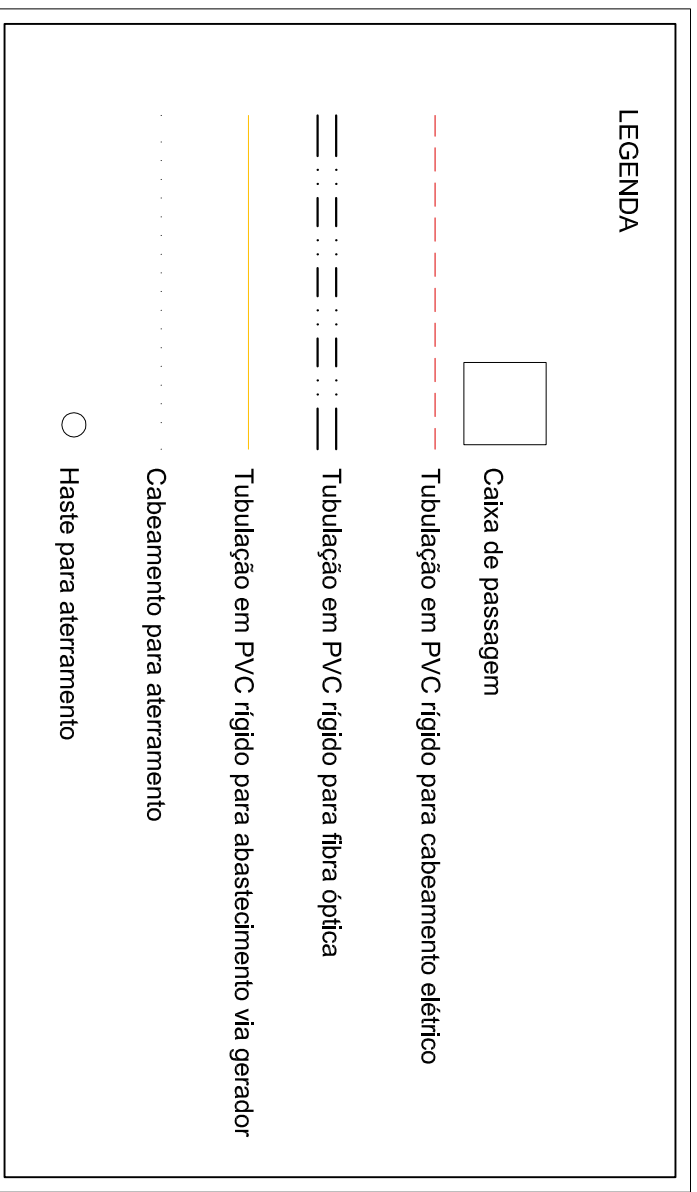 LEGENDA
Caixa de passagem
Tubulação em PVC rígido para cabeamento elétrico
Tubulação em PVC rígido para fibra óptica
Tubulação em PVC rígido para abastecimento via gerador
Cabeamento para aterramento
Haste para aterramento